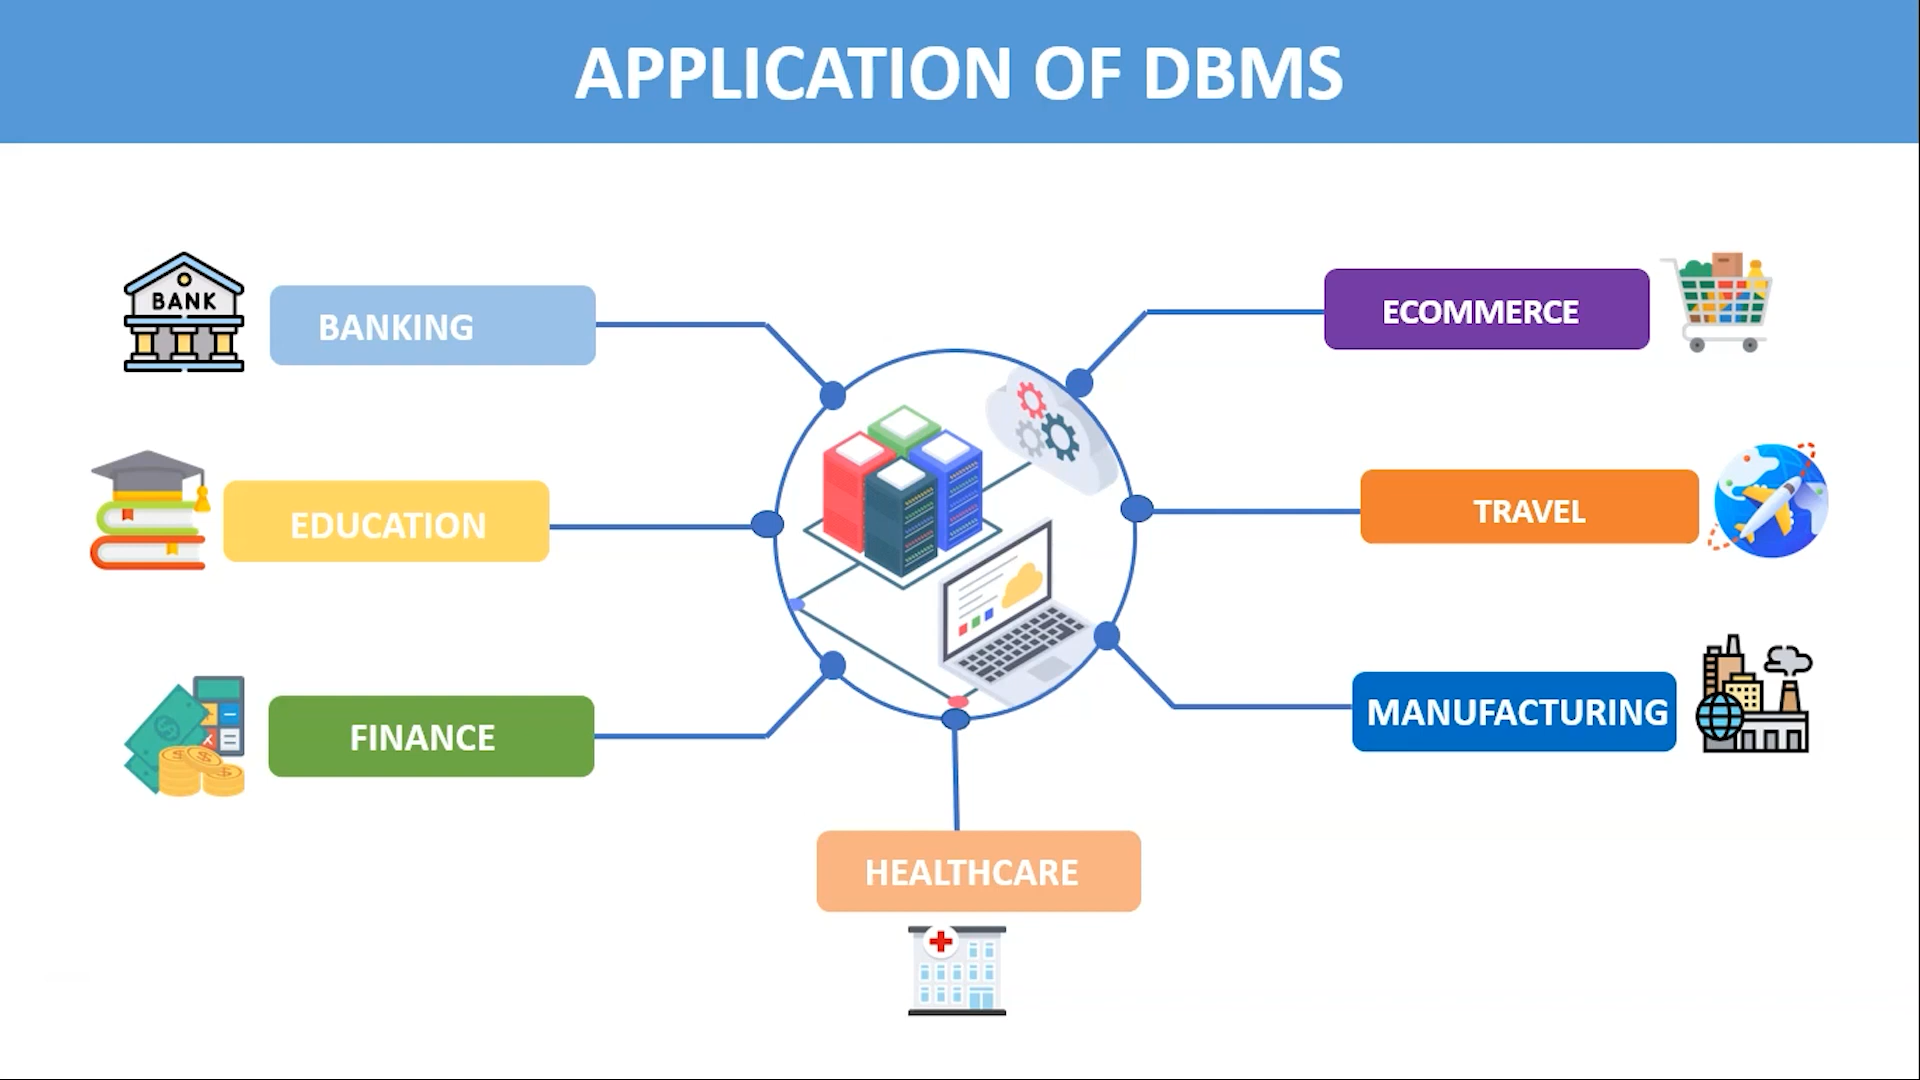 APPLICATION OF DBMS
BANK
BANKING
ECOMMERCE
EDUCATION
TRAVEL
FINANCE
MANUFACTURING
HEALTHCARE